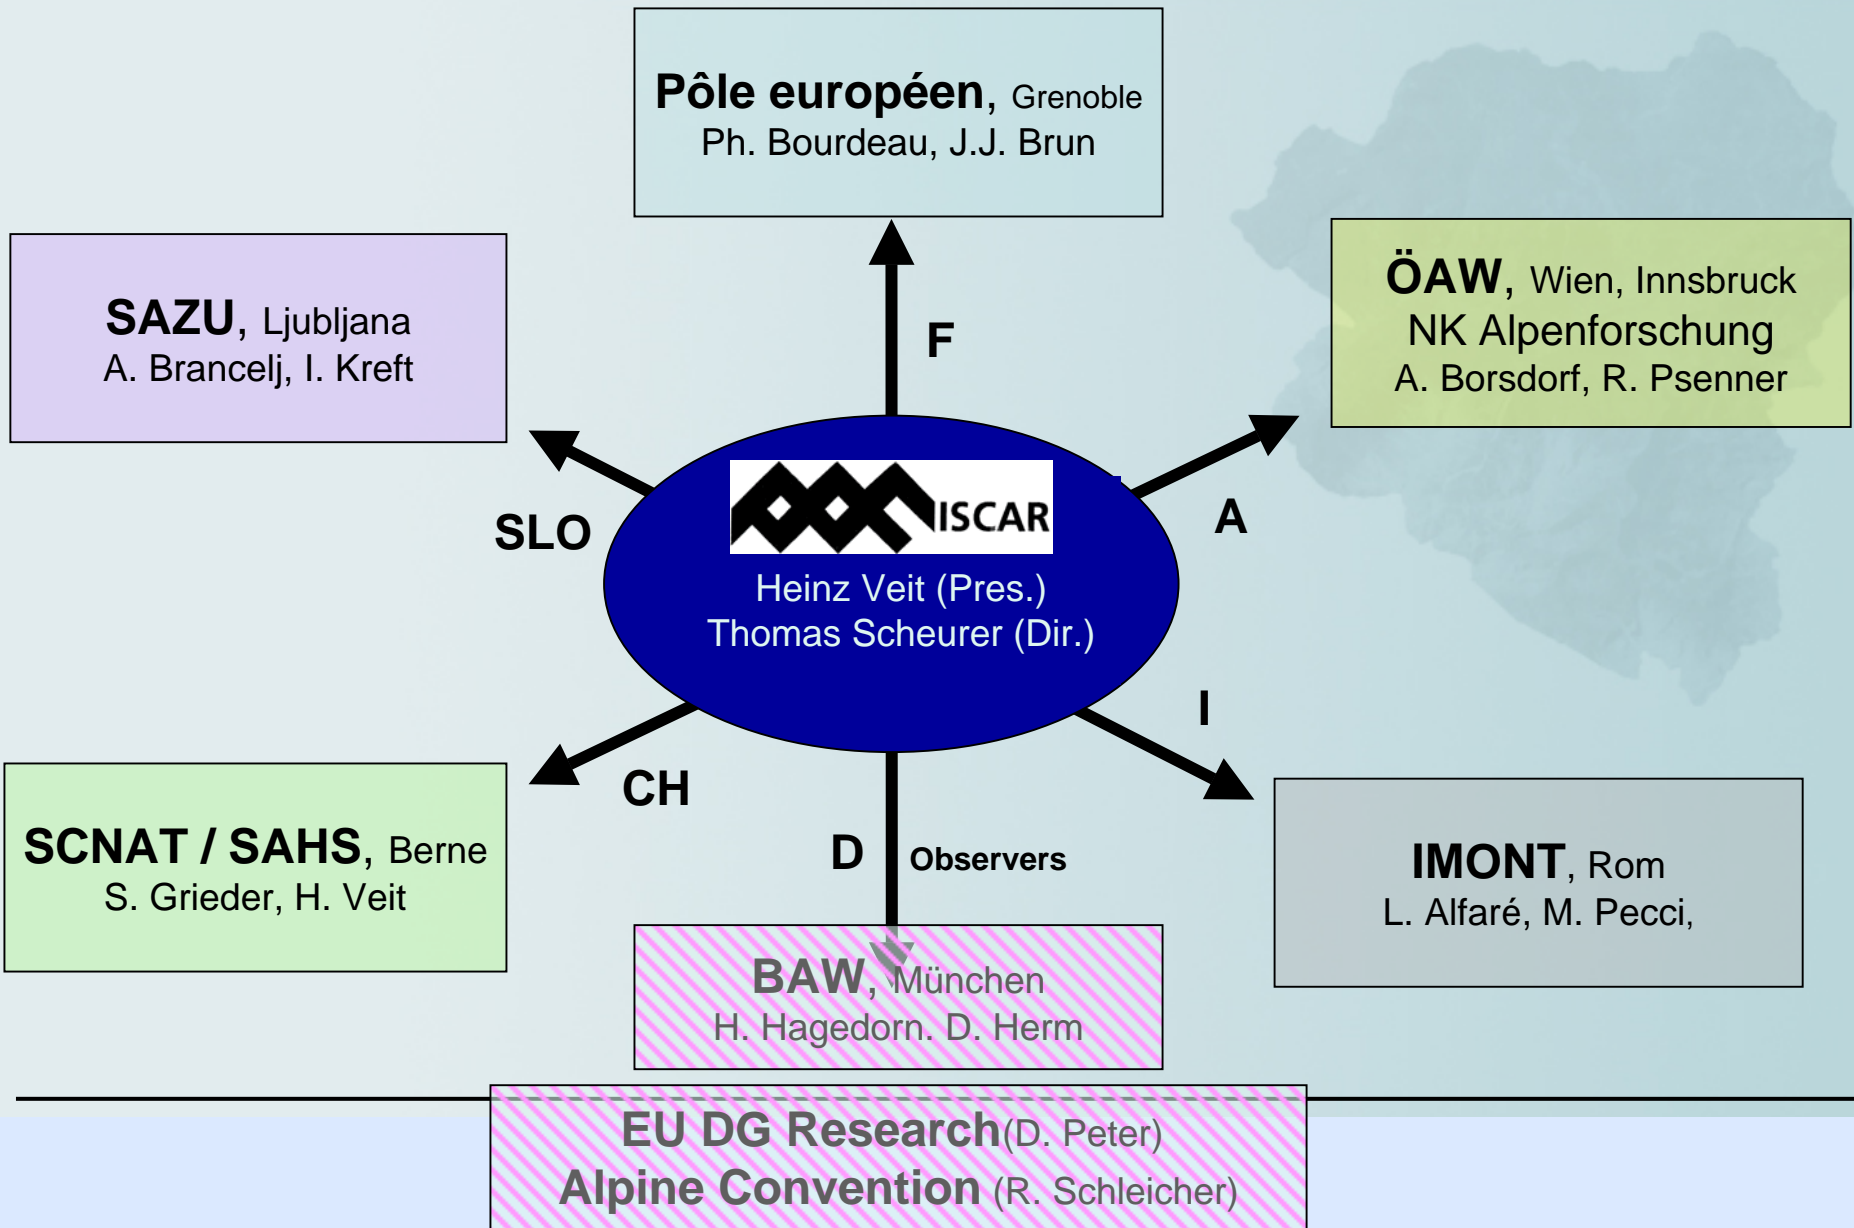 Pôle européen, Grenoble
Ph. Bourdeau, J.J. Brun
SAZU, Ljubljana
A. Brancelj, I. Kreft
ÖAW, Wien, Innsbruck
NK Alpenforschung
A. Borsdorf, R. Psenner
F
SLO
A
ISCAR
Heinz Veit (Pres.)
Thomas Scheurer (Dir.)
I
CH
D Observers
SCNAT / SAHS, Berne
S. Grieder, H. Veit
IMONT, Rom
L. Alfaré, M. Pecci,
BAW, München
H. Hagedorn. D. Herm
EU DG Research(D. Peter)
Alpine Convention (R. Schleicher)